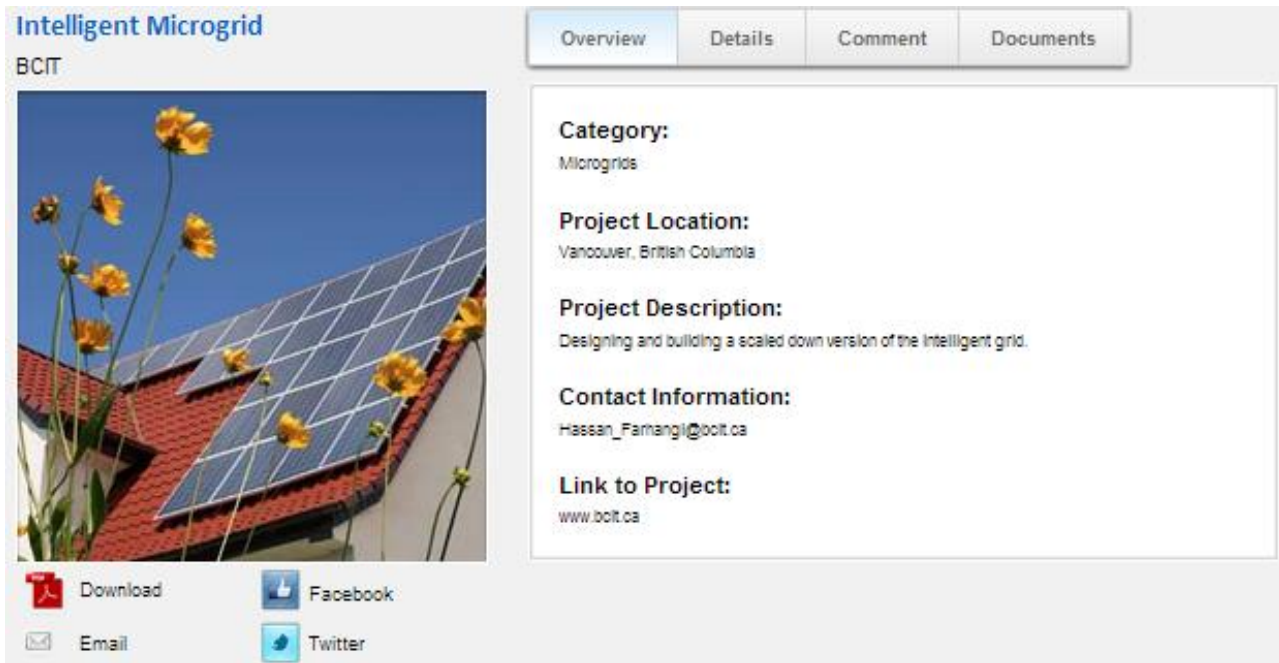 Intelligent Microgrid
BCIT
Overview Details Comment Documents
Category:
Microgrids
Project Location:
Vancouver, British Columbia
Project Description:
Designing and building a scaled down version of the intelligent grid.
Contact Information:
Hassan_Farhangi@bcit.ca
Link to Project:
www.bcit.ca
Download Facebook
Email Twitter